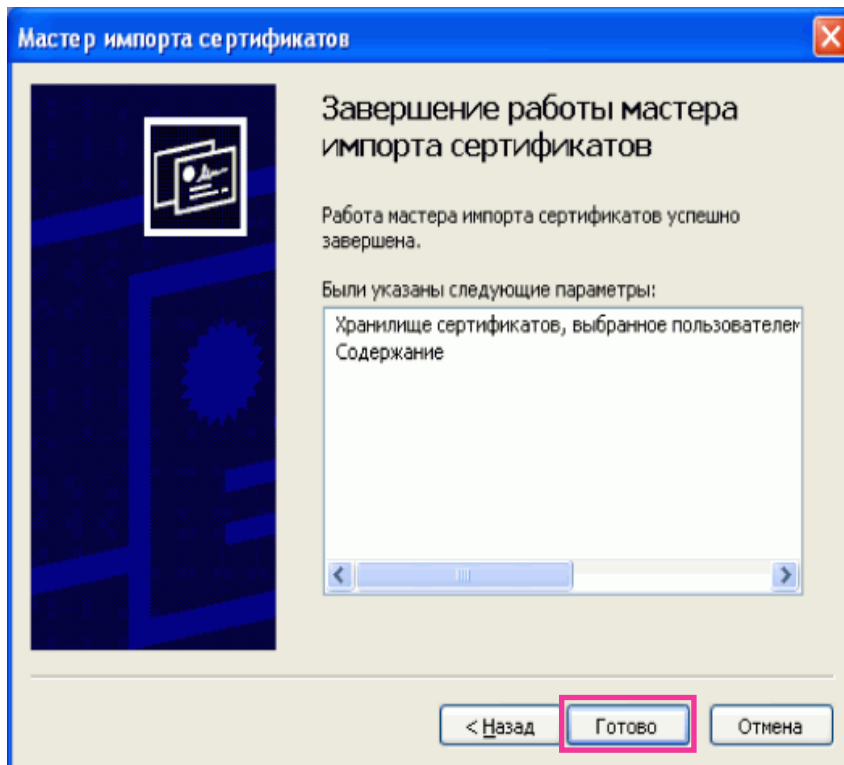 Мастер импорта сертификатов
Завершение работы мастера
импорта сертификатов
Работа мастера импорта сертификатов успешно
завершена.
Были указаны следующие параметры:
Хранилище сертификатов, выбранное пользователем
Содержание
< Назад
Готово
Отмена